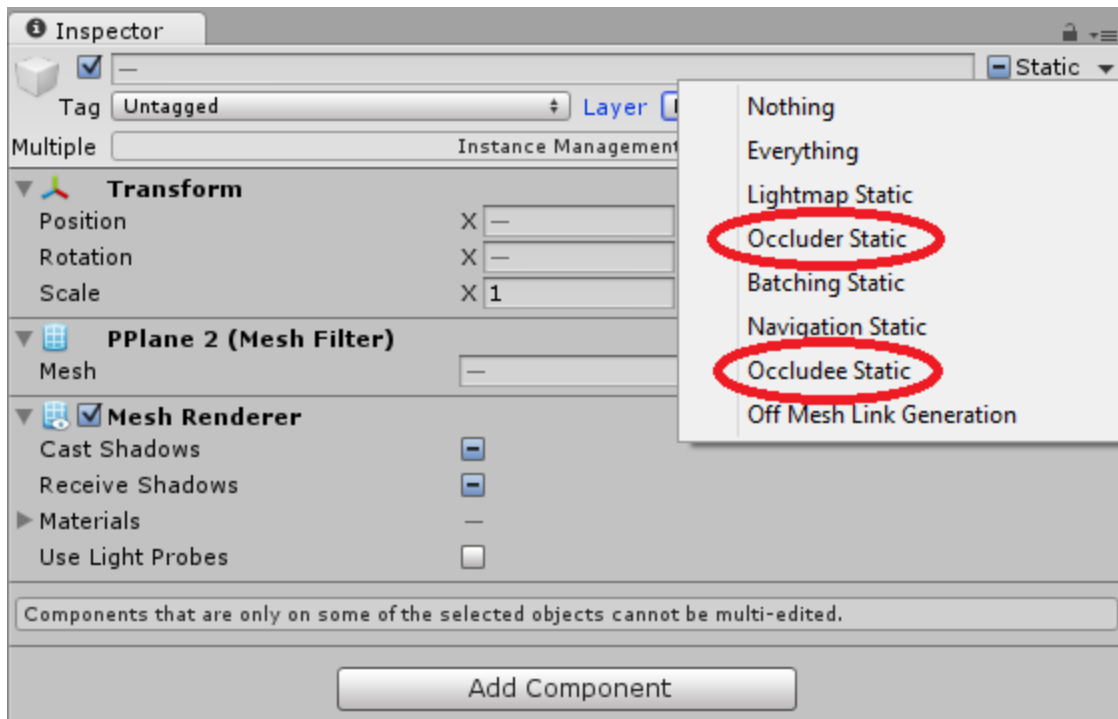 Inspector
— Static
Tag Untagged Layer
Multiple Instance Management
Transform
Position X —
Rotation X —
Scale X 1
PPlane 2 (Mesh Filter)
Mesh —
Mesh Renderer
Cast Shadows
Receive Shadows
Materials —
Use Light Probes
Components that are only on some of the selected objects cannot be multi-edited.
Add Component
Nothing
Everything
Lightmap Static
Occluder Static
Batching Static
Navigation Static
Occludee Static
Off Mesh Link Generation